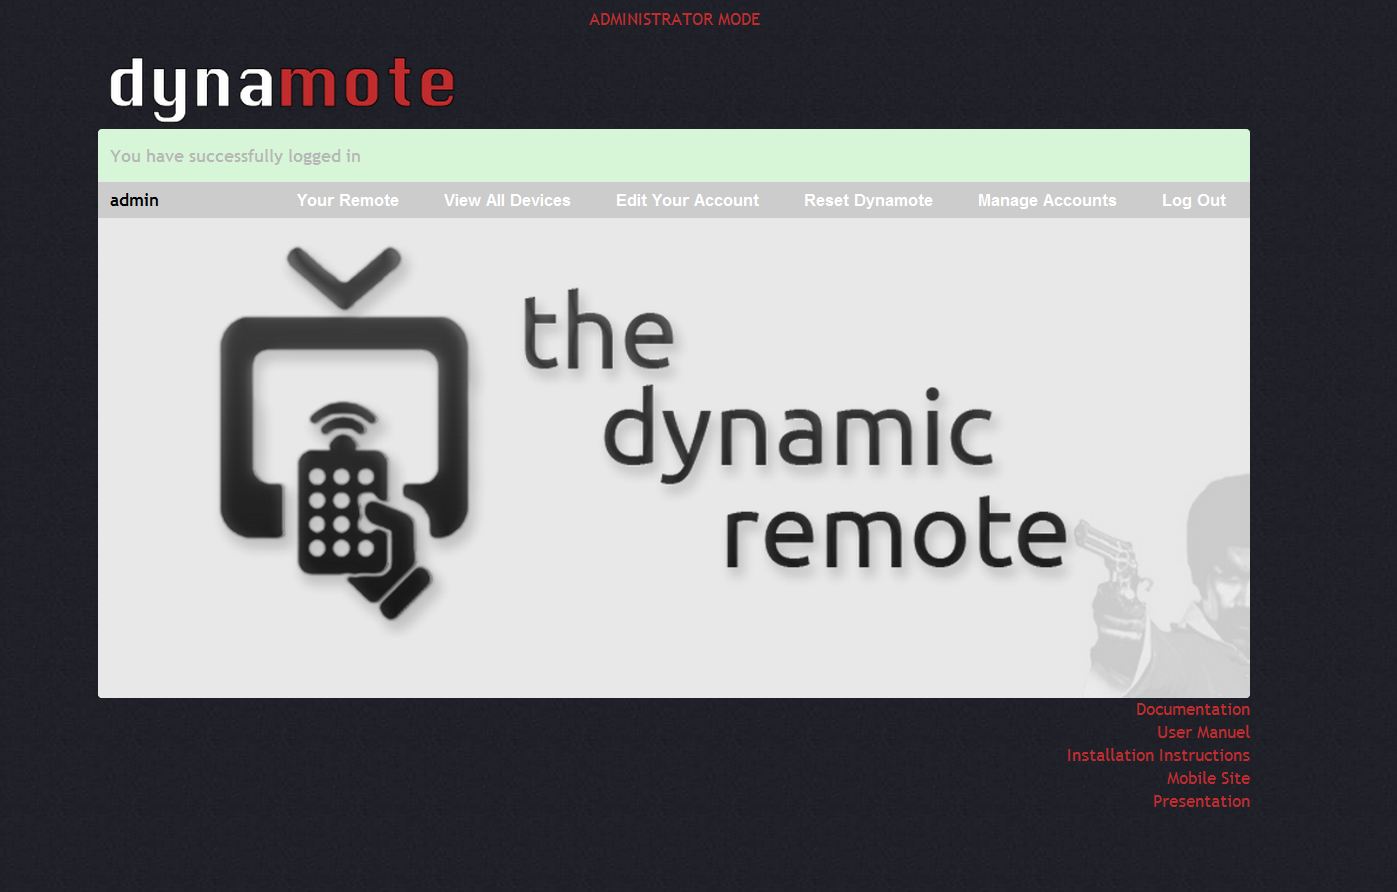 ADMINISTRATOR MODE
dynamote
You have successfully logged in
admin Your Remote View All Devices Edit Your Account Reset Dynamote Manage Accounts Log Out
the
dynamic
remote
Documentation
User Manuel
Installation Instructions
Mobile Site
Presentation